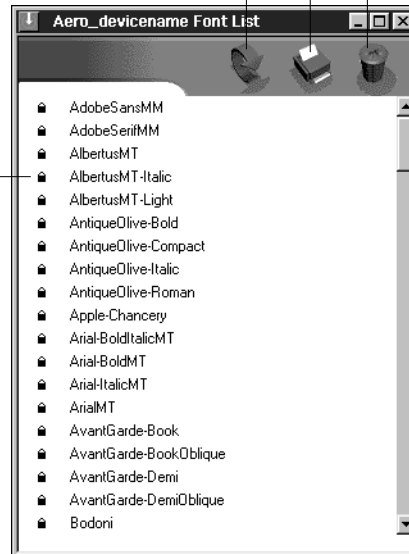 Aero_devicename Font List
AdobeSansMM
AdobeSerifMM
AlbertusMT
AlbertusMT-Italic
AlbertusMT-Light
AntiqueOlive-Bold
AntiqueOlive-Compact
AntiqueOlive-Italic
AntiqueOlive-Roman
Apple-Chancery
Arial-BoldItalicMT
Arial-BoldMT
Arial-ItalicMT
ArialMT
AvantGarde-Book
AvantGarde-BookOblique
AvantGarde-Demi
AvantGarde-DemiOblique
Bodoni